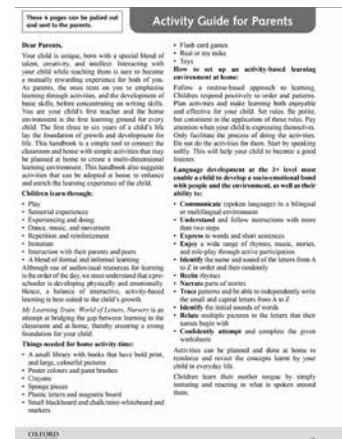 These 4 pages can be pulled out
and sent to the parents.
Activity Guide for Parents
Dear Parents,
Your child is unique, born with a special blend of
talent, creativity, and intellect. Interacting with
your child while teaching them is sure to become
a mutually rewarding experience for both of you.
As parents, the onus rests on you to emphasise
learning through activities, and the development of
basic skills, before concentrating on writing skills.
You are your child's first teacher and the home
environment is the first learning ground for every
child. The first three to six years of a child's life
lay the foundation of growth and development for
life. This handbook is a simple tool to connect the
classroom and home with simple activities that may
be planned at home to create a multi-dimensional
learning environment. This handbook also suggests
activities that can be adopted at home to enhance
and enrich the learning experience of the child.
Children learn through:
• Play
• Sensorial experiences
• Experiencing and doing
• Dance, music, and movement
• Repetition and reinforcement
• Imitation
• Interaction with their parents and peers
• A blend of formal and informal learning
Although use of audiovisual resources for learning
is the order of the day, we must understand that a pre-
schooler is developing physically and emotionally.
Hence, a balance of interactive, activity-based
learning is best suited to the child's growth.
My Learning Train: World of Letters, Nursery is an
attempt at bridging the gap between learning in the
classroom and at home, thereby ensuring a strong
foundation for your child.
Things needed for home activity time:
• A small library with books that have bold print,
and large, colourful pictures
• Poster colours and paint brushes
• Crayons
• Sponge pieces
• Plastic letters and magnetic board
• Small blackboard and chalk/mini-whiteboard and
markers
• Flash card games
• Real or toy mike
• Toys
How to set up an activity-based learning
environment at home:
Follow a routine-based approach to learning.
Children respond positively to order and patterns.
Plan activities and make learning both enjoyable
and effective for your child. Set rules, be polite,
but consistent in the application of these rules. Pay
attention when your child is expressing themselves.
Only facilitate the process of doing the activities.
Do not do the activities for them. Start by speaking
softly. This will help your child to become a good
listener.
Language development at the 3+ level must
enable a child to develop a socio-emotional bond
with people and the environment, as well as their
ability to:
• Communicate (spoken language) in a bilingual
or multilingual environment
• Understand and follow instructions with more
than two steps
• Express in words and short sentences
• Enjoy a wide range of rhymes, music, stories,
and role-play through active participation
• Identify the name and sound of the letters from A
to Z in order and then randomly
• Recite rhymes
• Narrate parts of stories
• Trace patterns and be able to independently write
the small and capital letters from A to Z
• Identify the initial sounds of words
• Relate multiple pictures to the letters that their
names begin with
• Confidently attempt and complete the given
worksheets
Activities can be planned and done at home to
reinforce and revisit the concepts learnt by your
child in everyday life.
Children learn their mother tongue by simply
imitating and reacting to what is spoken around
them.
OXFORD